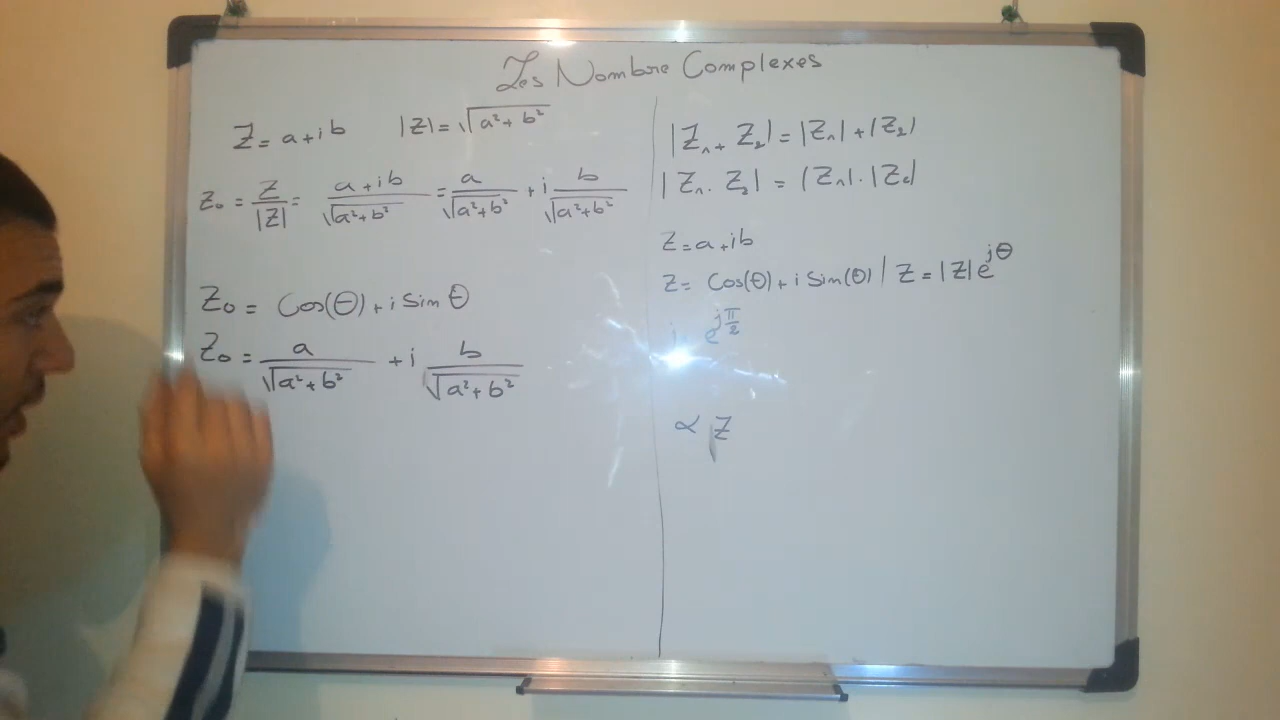 Les Nombre Complexes
Z = a + ib |Z| = √(a² + b²)
Z₀ = Z/|Z| = (a + ib)/√(a² + b²) = a/√(a² + b²) + i b/√(a² + b²)
Z₀ = Cos(θ) + i Sin θ
Z₀ = a/√(a² + b²) + i b/√(a² + b²)
|Z₁ + Z₂| = |Z₁| + |Z₂|
|Z₁ . Z₂| = |Z₁| . |Z₂|
Z = a + ib
Z = Cos(θ) + i Sin(θ) / Z = |Z| e^jθ
j = e^jπ/2
α Z